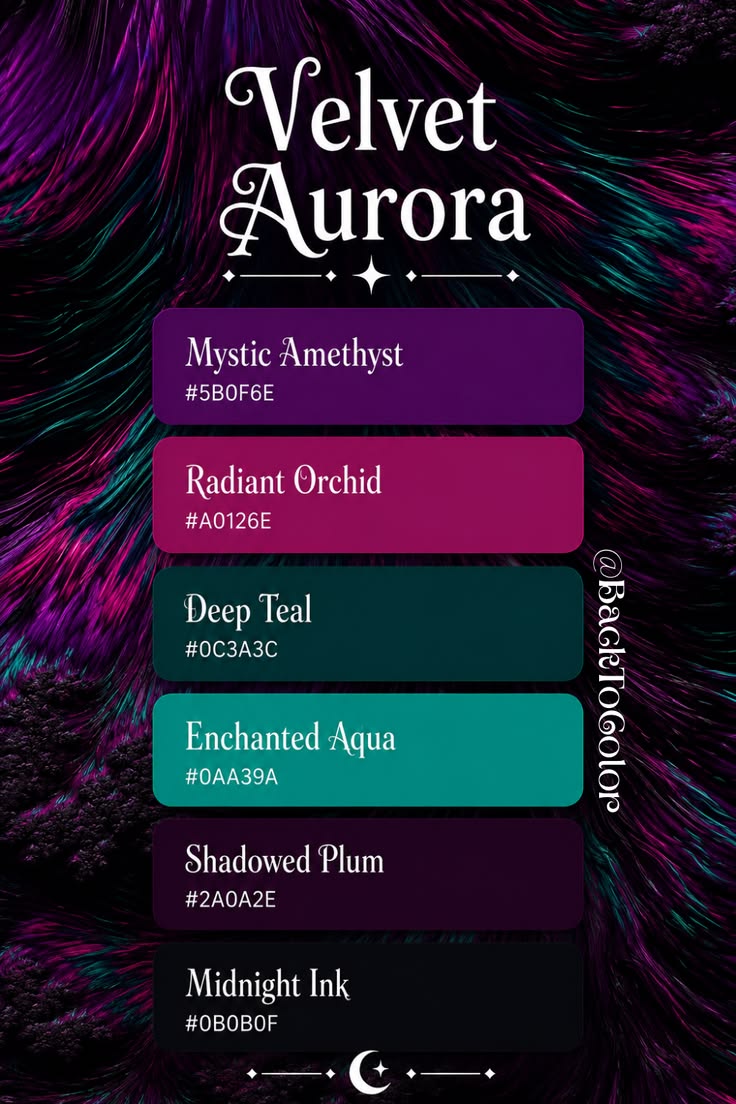 Velvet
Aurora
Mystic Amethyst
#5B0F6E
Radiant Orchid
#A0126E
Deep Teal
#0C3A3C
Enchanted Aqua
#0AA39A
Shadowed Plum
#2A0A2E
Midnight Ink
#0B0B0F
@BackToColor